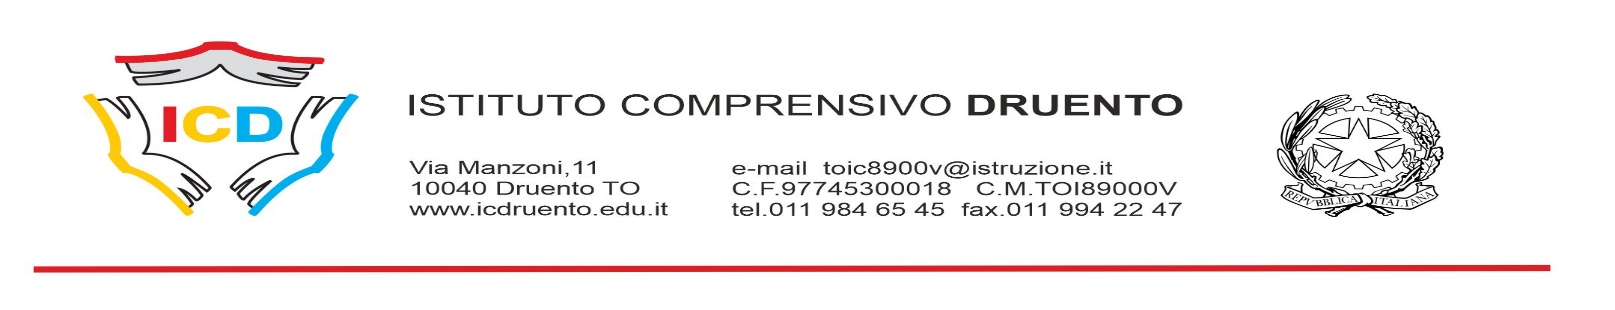 ICD
ISTITUTO COMPRENSIVO DRUENTO
Via Manzoni,11
10040 Druento TO
www.icdruento.edu.it
e-mail toic8900v@istruzione.it
C.F.97745300018 C.M.TOI89000V
tel.011 984 65 45 fax.011 994 22 47
REPVBBLICA ITALIANA